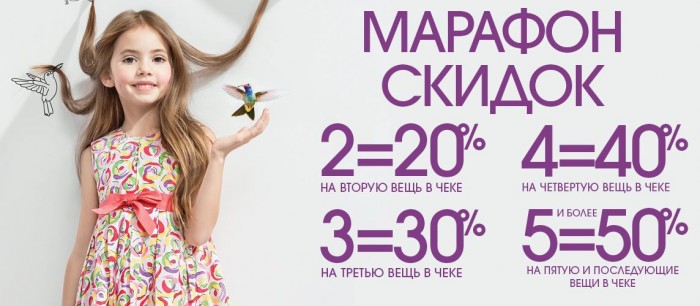 МАРАФОН
СКИДОК
2=20%
НА ВТОРУЮ ВЕЩЬ В ЧЕКЕ
4=40%
НА ЧЕТВЕРТУЮ ВЕЩЬ В ЧЕКЕ
3=30%
НА ТРЕТЬЮ ВЕЩЬ В ЧЕКЕ
5 И БОЛЕЕ =50%
НА ПЯТУЮ И ПОСЛЕДУЮЩИЕ
ВЕЩИ В ЧЕКЕ